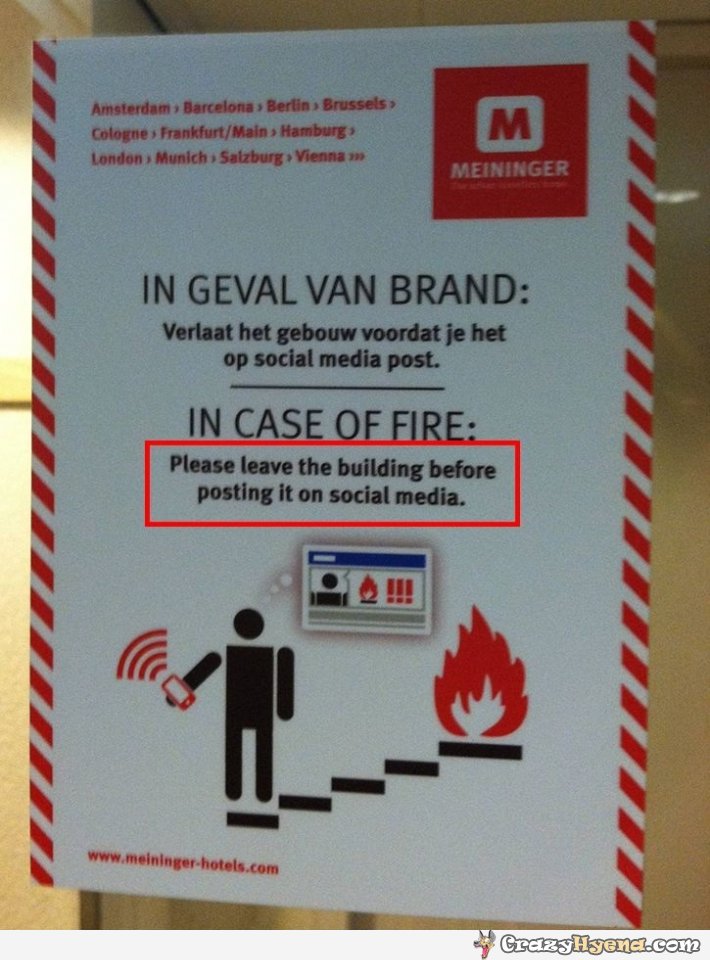 Amsterdam › Barcelona › Berlin › Brussels ›
Cologne › Frankfurt/Main › Hamburg ›
London › Munich › Salzburg › Vienna ›››
M
MEININGER
IN GEVAL VAN BRAND:
Verlaat het gebouw voordat je het
op social media post.
IN CASE OF FIRE:
Please leave the building before
posting it on social media.
!!!
www.meininger-hotels.com
CrazyHyena.com